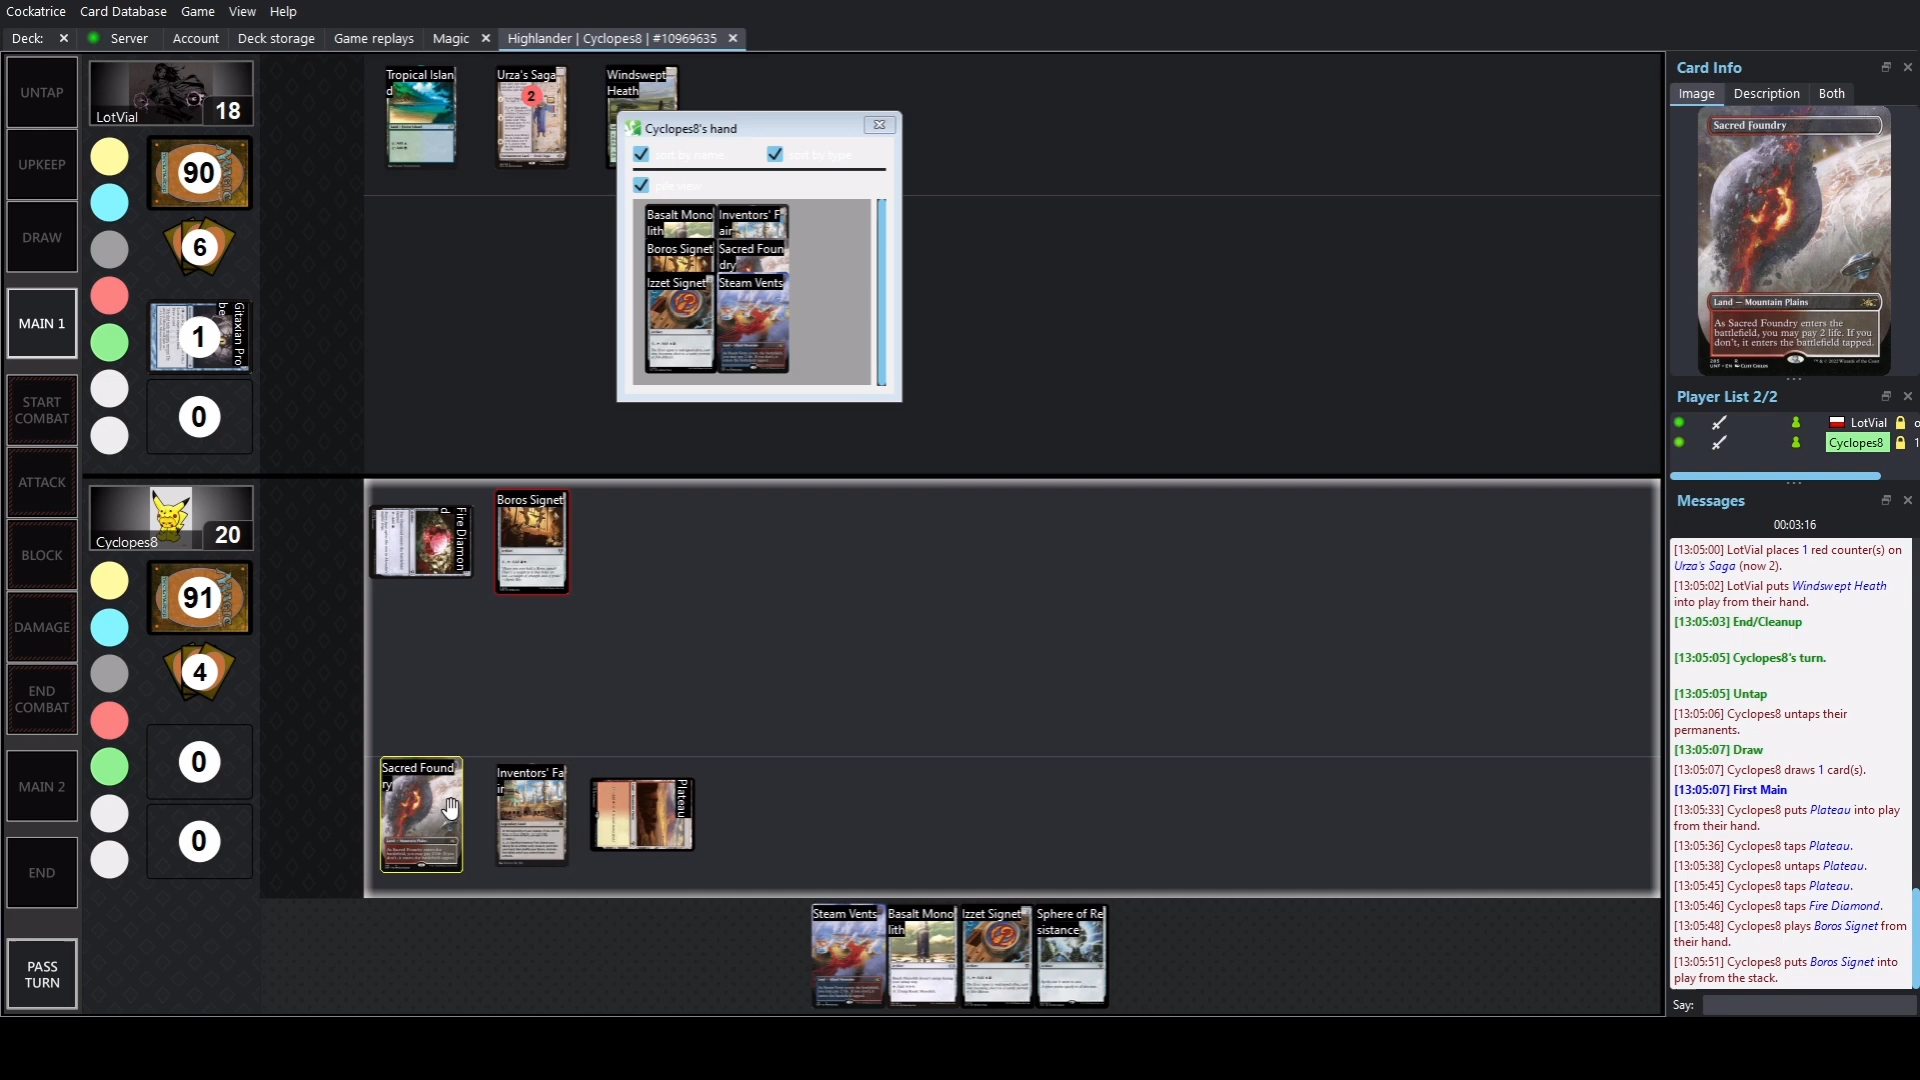 Cockatrice Card Database Game View Help
Deck: Server Account Deck storage Game replays Magic Highlander | Cyclopes8 | #10969635
UNTAP
UPKEEP
DRAW
MAIN 1
START
COMBAT
ATTACK
BLOCK
DAMAGE
END
COMBAT
MAIN 2
END
PASS
TURN
LotVial 18
90
6
1
Gitaxian Pro
be
0
Tropical Islan
d
Urza's Saga
2
Windswept
Heath
Cyclopes8's hand
sort by name sort by type
pile view
Basalt Mono
lith
Inventors' F
air
Boros Signet
Sacred Foun
dry
Izzet Signet
Steam Vents
Cyclopes8 20
91
4
0
0
Fire Diamon
d
Boros Signet
Sacred Found
ry
Inventors' Fa
ir
Plateau
Steam Vents
Basalt Mono
lith
Izzet Signet
Sphere of Re
sistance
Card Info
Image Description Both
Sacred Foundry
Land — Mountain Plains
As Sacred Foundry enters the
battlefield, you may pay 2 life. If you
don't, it enters the battlefield tapped.
Player List 2/2
LotVial
Cyclopes8
Messages
00:03:16
[13:05:00] LotVial places 1 red counter(s) on
Urza's Saga (now 2).
[13:05:02] LotVial puts Windswept Heath
into play from their hand.
[13:05:03] End/Cleanup
[13:05:05] Cyclopes8's turn.
[13:05:05] Untap
[13:05:06] Cyclopes8 untaps their
permanents.
[13:05:07] Draw
[13:05:07] Cyclopes8 draws 1 card(s).
[13:05:07] First Main
[13:05:33] Cyclopes8 puts Plateau into play
from their hand.
[13:05:36] Cyclopes8 taps Plateau.
[13:05:38] Cyclopes8 untaps Plateau.
[13:05:45] Cyclopes8 taps Plateau.
[13:05:46] Cyclopes8 taps Fire Diamond.
[13:05:48] Cyclopes8 plays Boros Signet from
their hand.
[13:05:51] Cyclopes8 puts Boros Signet into
play from the stack.
Say: